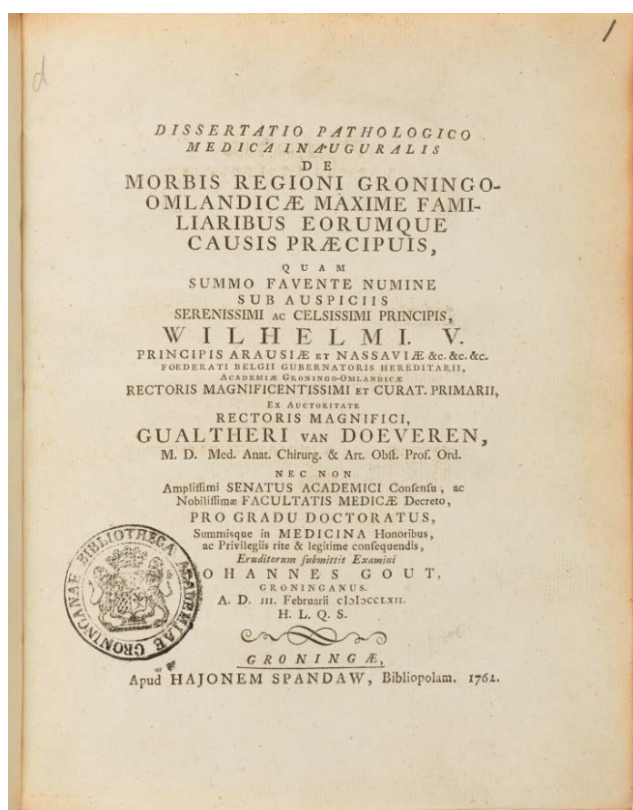 1
d
DISSERTATIO PATHOLOGICO
MEDICA INAUGURALIS
DE
MORBIS REGIONI GRONINGO-
OMLANDICÆ MAXIME FAMI-
LIARIBUS EORUMQUE
CAUSIS PRÆCIPUIS,
QUAM
SUMMO FAVENTE NUMINE
SUB AUSPICIIS
SERENISSIMI AC CELSISSIMI PRINCIPIS,
WILHELMI. V.
PRINCIPIS ARAUSIÆ ET NASSAVIÆ &c. &c. &c.
FOEDERATI BELGII GUBERNATORIS HEREDITARII,
ACADEMIÆ GRONINGO-OMLANDICÆ
RECTORIS MAGNIFICENTISSIMI ET CURAT. PRIMARII,
EX AUCTORITATE
RECTORIS MAGNIFICI,
GUALTHERI VAN DOEVEREN,
M. D. Med. Anat. Chirurg. & Art. Obſt. Prof. Ord.
NEC NON
Ampliſſimi SENATUS ACADEMICI Conſenſu, ac
Nobiliſſimæ FACULTATIS MEDICÆ Decreto,
PRO GRADU DOCTORATUS,
Summisque in MEDICINA Honoribus,
ac Privilegiis rite & legitime conſequendis,
Eruditorum ſubmittit Examini
OHANNES GOUT,
GRONINGANUS.
A. D. III. Februarii cIↃIↃCCLXII.
H. L. Q. S.
BIBLIOTHECA ACADEMIAE GRONINGANAE
GRONINGÆ,
Apud HAJONEM SPANDAW, Bibliopolam. 1762.